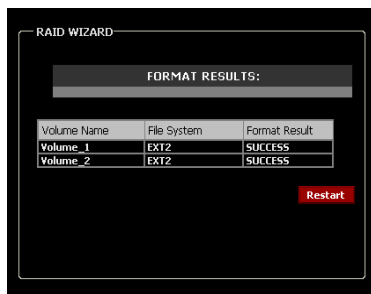 RAID WIZARD
FORMAT RESULTS:
Volume Name File System Format Result
Volume_1 EXT2 SUCCESS
Volume_2 EXT2 SUCCESS
Restart